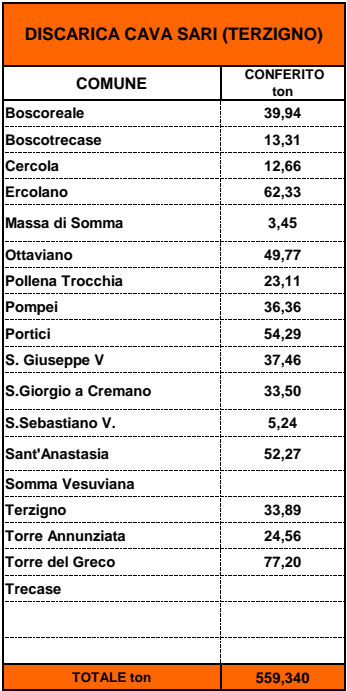 DISCARICA CAVA SARI (TERZIGNO)
COMUNE CONFERITO
ton
Boscoreale 39,94
Boscotrecase 13,31
Cercola 12,66
Ercolano 62,33
Massa di Somma 3,45
Ottaviano 49,77
Pollena Trocchia 23,11
Pompei 36,36
Portici 54,29
S. Giuseppe V 37,46
S.Giorgio a Cremano 33,50
S.Sebastiano V. 5,24
Sant'Anastasia 52,27
Somma Vesuviana
Terzigno 33,89
Torre Annunziata 24,56
Torre del Greco 77,20
Trecase
TOTALE ton 559,340